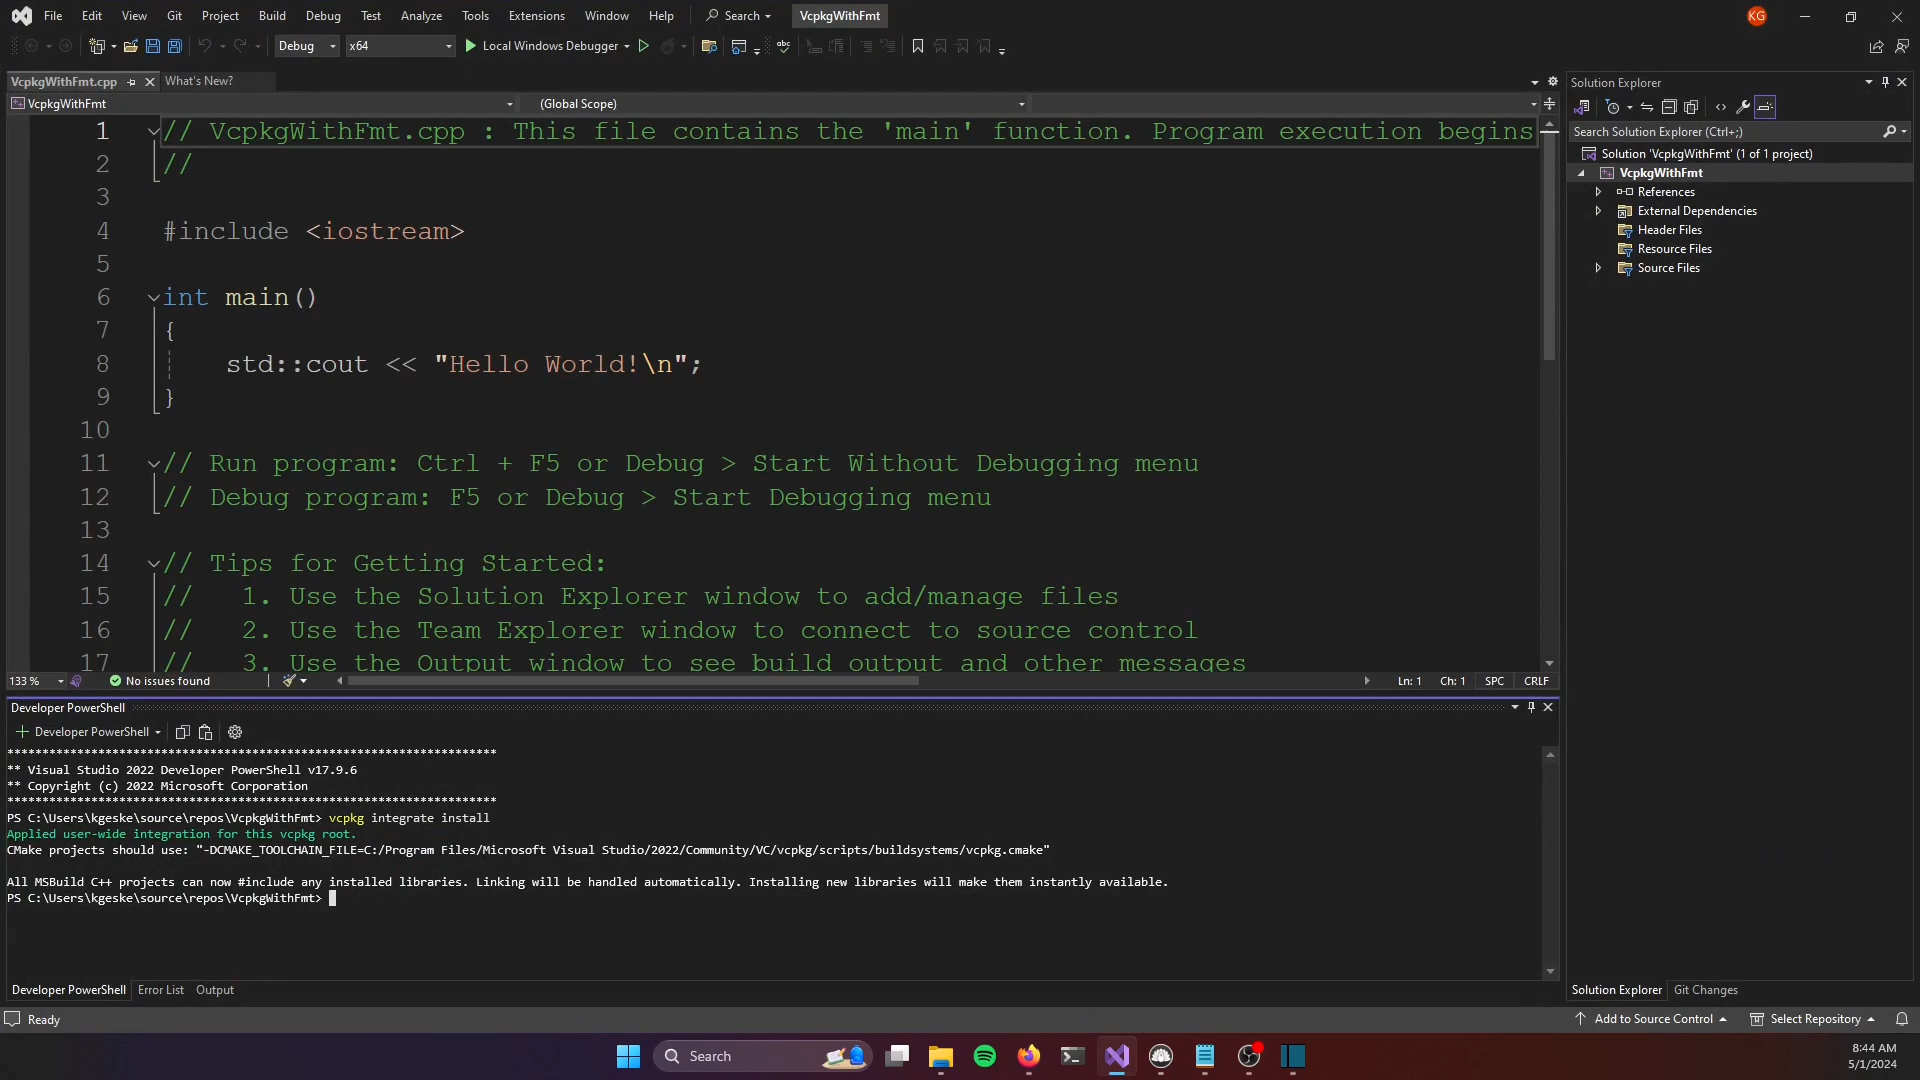 File Edit View Git Project Build Debug Test Analyze Tools Extensions Window Help Search VcpkgWithFmt KG
Debug x64 Local Windows Debugger
VcpkgWithFmt.cpp What's New?
VcpkgWithFmt (Global Scope)
1 // VcpkgWithFmt.cpp : This file contains the 'main' function. Program execution begins
2 //
3
4 #include <iostream>
5
6 int main()
7 {
8 std::cout << "Hello World!\n";
9 }
10
11 // Run program: Ctrl + F5 or Debug > Start Without Debugging menu
12 // Debug program: F5 or Debug > Start Debugging menu
13
14 // Tips for Getting Started:
15 // 1. Use the Solution Explorer window to add/manage files
16 // 2. Use the Team Explorer window to connect to source control
17 // 3. Use the Output window to see build output and other messages
133 % No issues found Ln: 1 Ch: 1 SPC CRLF
Solution Explorer
Search Solution Explorer (Ctrl+;)
Solution 'VcpkgWithFmt' (1 of 1 project)
VcpkgWithFmt
References
External Dependencies
Header Files
Resource Files
Source Files
Developer PowerShell
Developer PowerShell
**********************************************************************
** Visual Studio 2022 Developer PowerShell v17.9.6
** Copyright (c) 2022 Microsoft Corporation
**********************************************************************
PS C:\Users\kgeske\source\repos\VcpkgWithFmt> vcpkg integrate install
Applied user-wide integration for this vcpkg root.
CMake projects should use: "-DCMAKE_TOOLCHAIN_FILE=C:/Program Files/Microsoft Visual Studio/2022/Community/VC/vcpkg/scripts/buildsystems/vcpkg.cmake"
All MSBuild C++ projects can now #include any installed libraries. Linking will be handled automatically. Installing new libraries will make them instantly available.
PS C:\Users\kgeske\source\repos\VcpkgWithFmt>
Developer PowerShell Error List Output
Solution Explorer Git Changes
Ready Add to Source Control Select Repository
Search
8:44 AM
5/1/2024